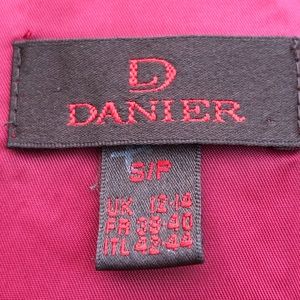 D
DANIER
S/P
UK 12-14
FR 38-40
ITL 42-44